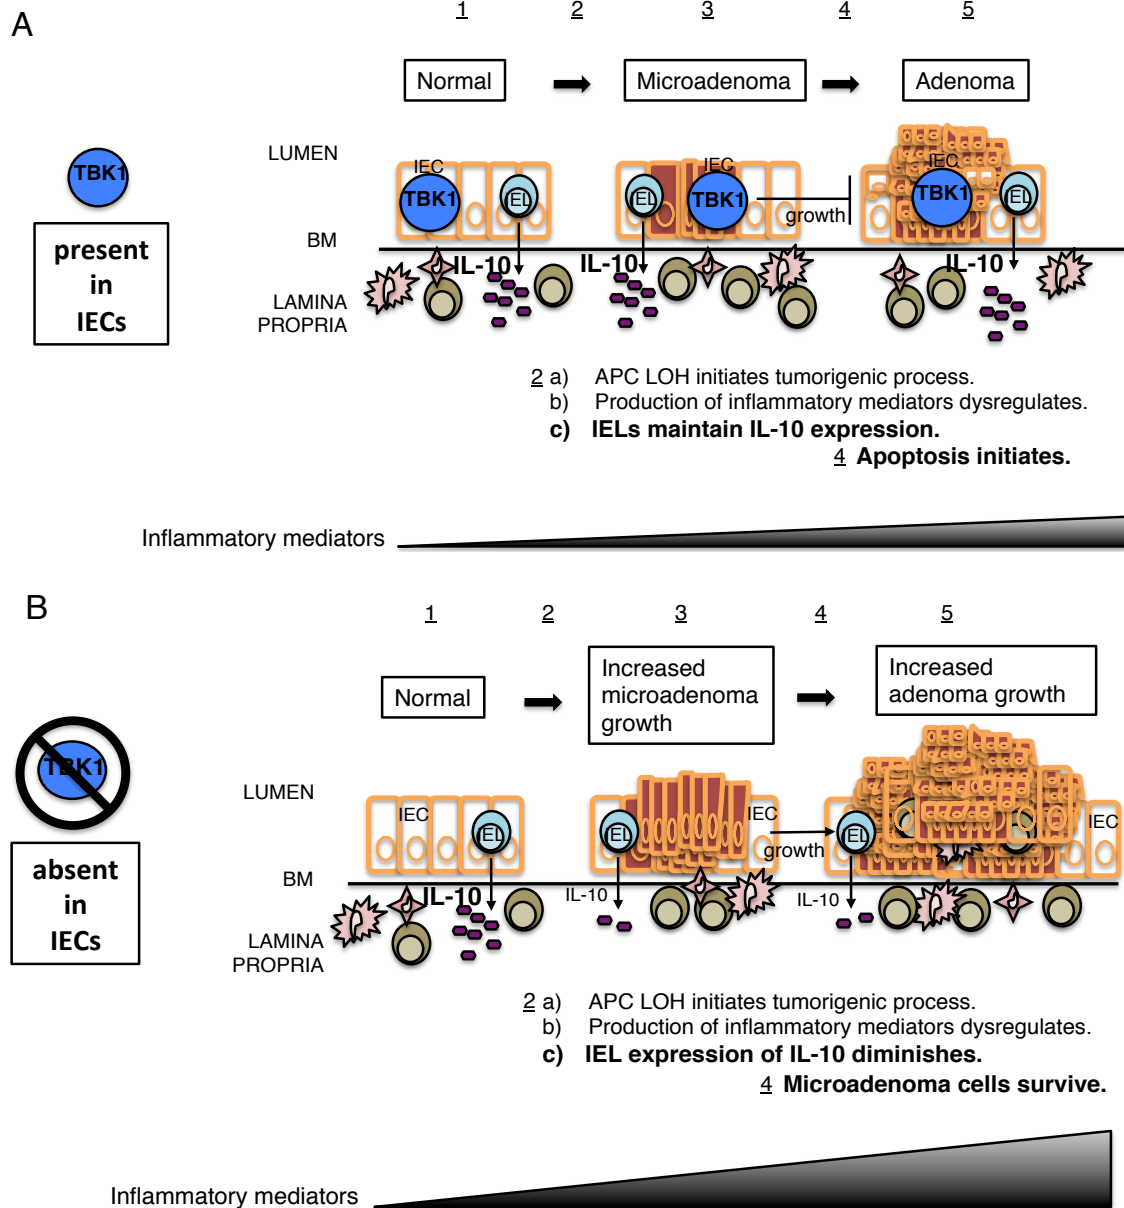 A
1 2 3 4 5
Normal
Microadenoma
Adenoma
TBK1
LUMEN
IEC
IEC
IEC
TBK1
IEL
IEL
TBK1
TBK1
IEL
growth
present
in
IECs
BM
IL-10
IL-10
IL-10
LAMINA
PROPRIA
2 a) APC LOH initiates tumorigenic process.
b) Production of inflammatory mediators dysregulates.
c) IELs maintain IL-10 expression.
4 Apoptosis initiates.
Inflammatory mediators
B
1 2 3 4 5
Normal
Increased
microadenoma
growth
Increased
adenoma growth
TBK1
LUMEN
IEC
IEC
IEC
IEL
IEL
IEL
growth
absent
in
IECs
BM
IL-10
IL-10
IL-10
LAMINA
PROPRIA
2 a) APC LOH initiates tumorigenic process.
b) Production of inflammatory mediators dysregulates.
c) IEL expression of IL-10 diminishes.
4 Microadenoma cells survive.
Inflammatory mediators